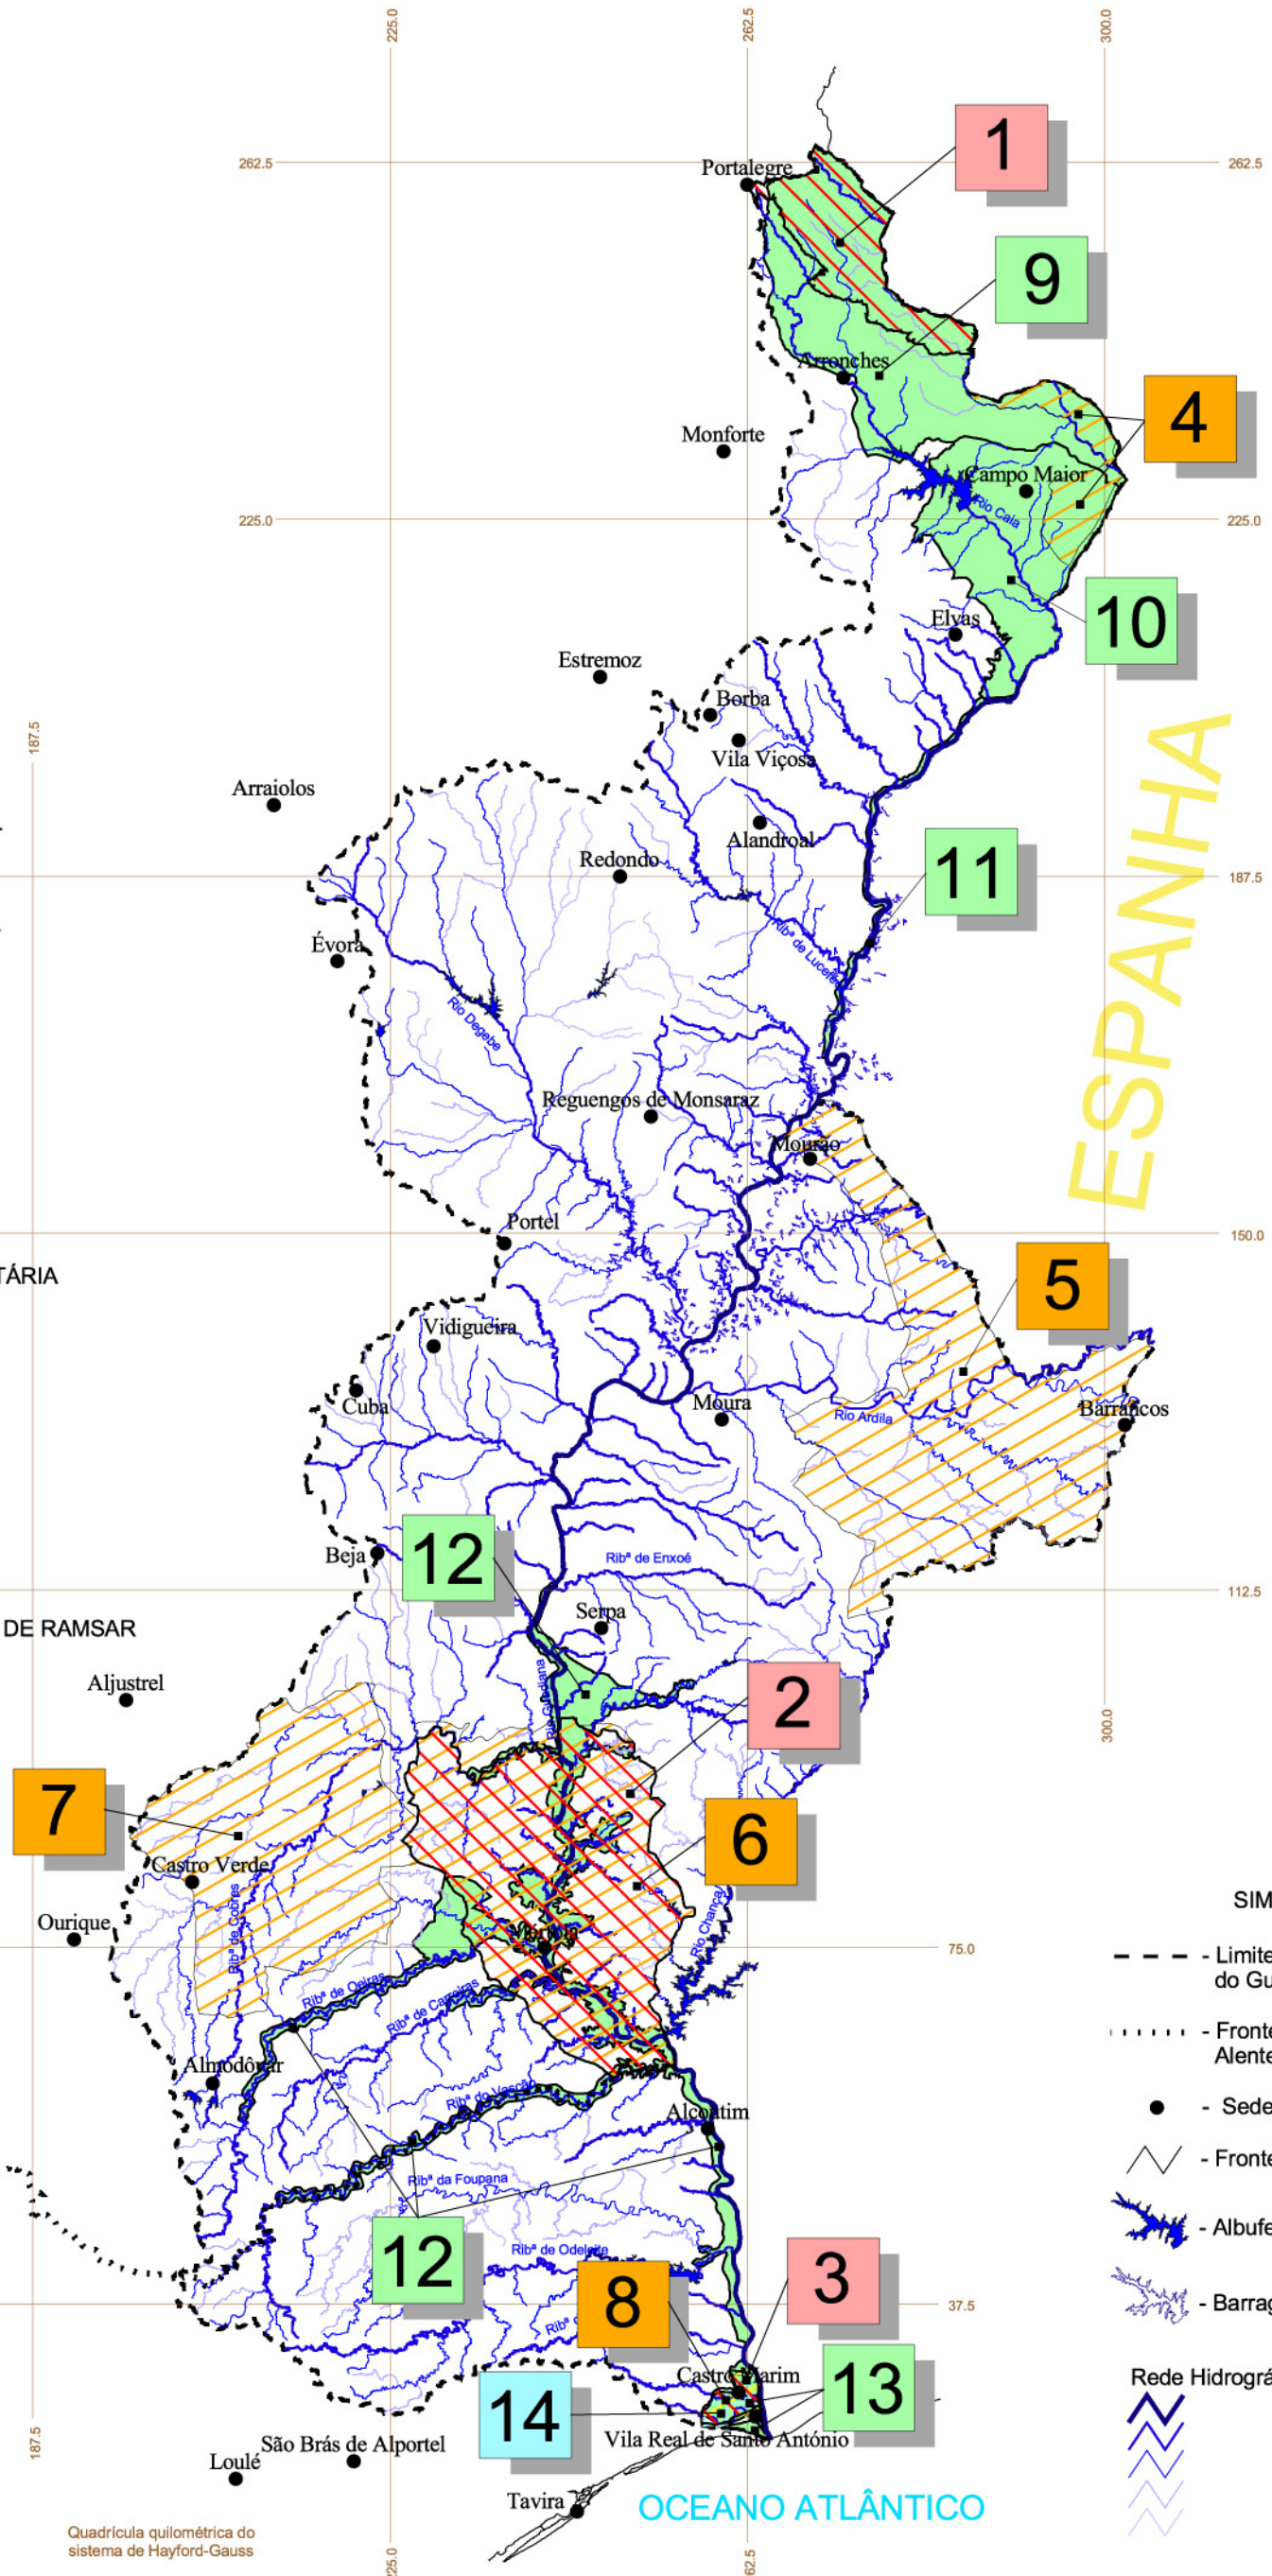 225.0
262.5
300.0
1
262.5
262.5
Portalegre
9
Arronches
4
Monforte
Campo Maior
Rio Caia
225.0
225.0
10
Elvas
Estremoz
Borba
187.5
Vila Viçosa
ESPANHA
Arraiolos
Alandroal
Redondo
11
187.5
Évora
Ribª de Lucefe
Rio Degebe
Reguengos de Monsaraz
Mourão
Portel
150.0
TÁRIA
5
Vidigueira
Cuba
Moura
Rio Ardila
Barrancos
12
Beja
Ribª de Enxoé
112.5
Serpa
DE RAMSAR
Aljustrel
Rio Guadiana
2
300.0
7
6
Castro Verde
Ribª de Cobres
Ourique
Rio Chança
Mértola
SIM
75.0
- Limite
do Gu
Ribª de Oeiras
Ribª de Carreiras
- Fronte
Alente
Almodôvar
Ribª do Vascão
Alcoutim
- Sede
- Fronte
Ribª da Foupana
- Albufe
12
Ribª de Odeleite
3
8
37.5
- Barrag
Ribª
Castro Marim
Rede Hidrográ
13
14
Vila Real de Santo António
187.5
São Brás de Alportel
Loulé
Tavira
OCEANO ATLÂNTICO
Quadrícula quilométrica do
sistema de Hayford-Gauss
225.0
62.5